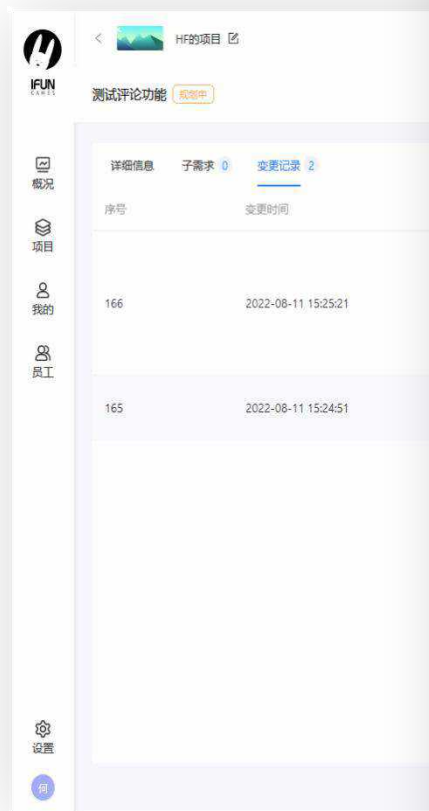 HF的项目
IFUN
GAMES
测试评论功能 规划中
详细信息 子需求 0 变更记录 2
序号 变更时间
概况
项目
166 2022-08-11 15:25:21
我的
员工
165 2022-08-11 15:24:51
设置
何